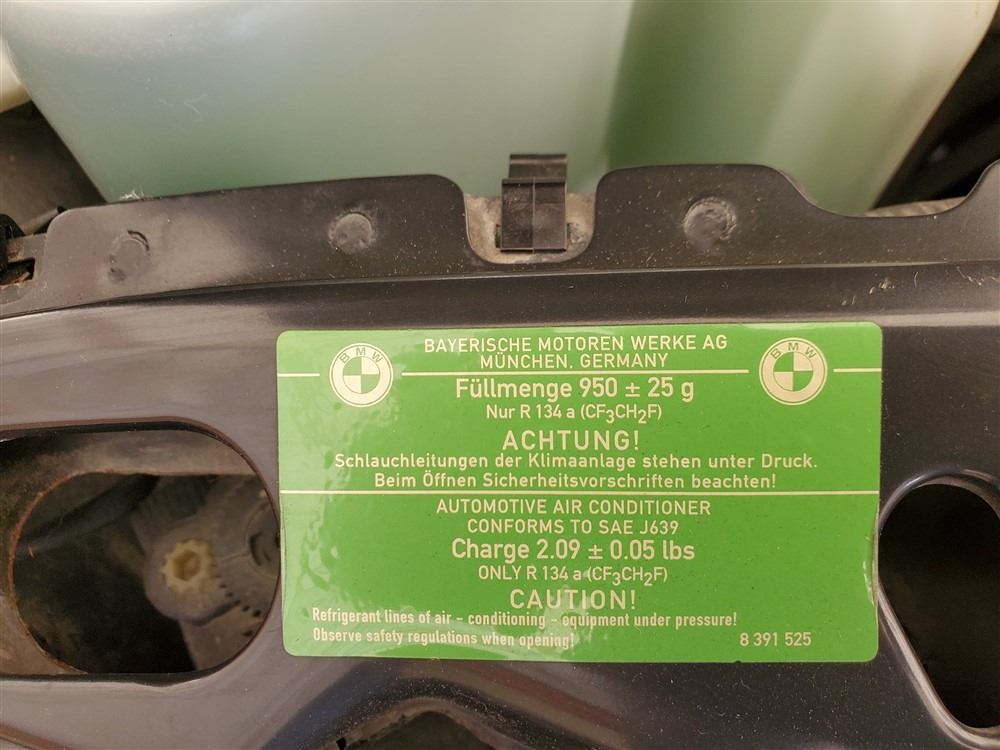 BMW
BMW
BAYERISCHE MOTOREN WERKE AG
MÜNCHEN, GERMANY
Füllmenge 950 ± 25 g
Nur R 134 a (CF₃CH₂F)
ACHTUNG!
Schlauchleitungen der Klimaanlage stehen unter Druck.
Beim Öffnen Sicherheitsvorschriften beachten!
AUTOMOTIVE AIR CONDITIONER
CONFORMS TO SAE J639
Charge 2.09 ± 0.05 lbs
ONLY R 134 a (CF₃CH₂F)
CAUTION!
Refrigerant lines of air - conditioning - equipment under pressure!
Observe safety regulations when opening!
8 391 525